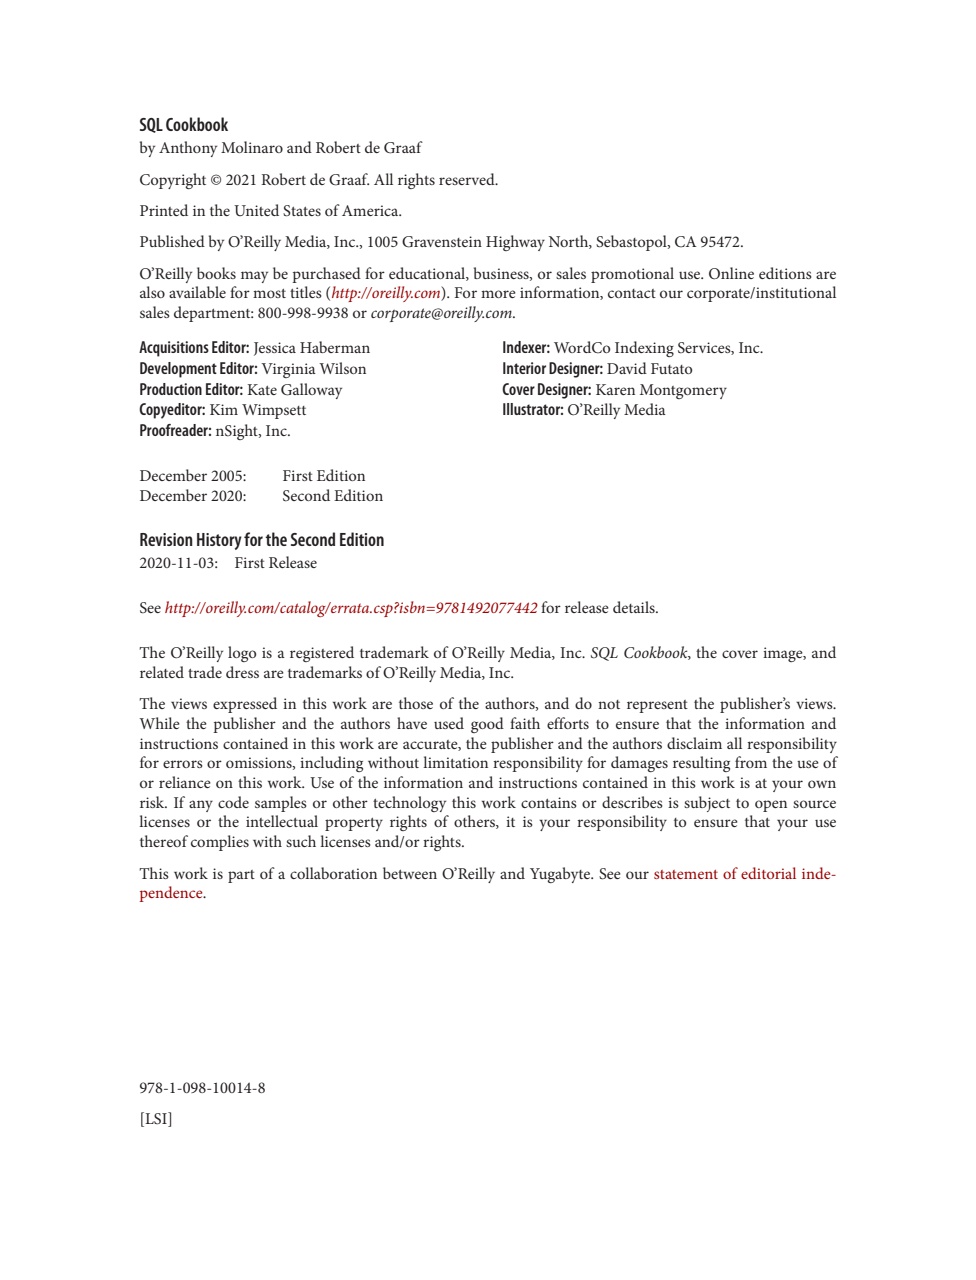 SQL Cookbook
by Anthony Molinaro and Robert de Graaf
Copyright © 2021 Robert de Graaf. All rights reserved.
Printed in the United States of America.
Published by O’Reilly Media, Inc., 1005 Gravenstein Highway North, Sebastopol, CA 95472.
O’Reilly books may be purchased for educational, business, or sales promotional use. Online editions are
also available for most titles (http://oreilly.com). For more information, contact our corporate/institutional
sales department: 800-998-9938 or corporate@oreilly.com.
Acquisitions Editor: Jessica Haberman
Development Editor: Virginia Wilson
Production Editor: Kate Galloway
Copyeditor: Kim Wimpsett
Proofreader: nSight, Inc.
Indexer: WordCo Indexing Services, Inc.
Interior Designer: David Futato
Cover Designer: Karen Montgomery
Illustrator: O’Reilly Media
December 2005: First Edition
December 2020: Second Edition
Revision History for the Second Edition
2020-11-03: First Release
See http://oreilly.com/catalog/errata.csp?isbn=9781492077442 for release details.
The O’Reilly logo is a registered trademark of O’Reilly Media, Inc. SQL Cookbook, the cover image, and
related trade dress are trademarks of O’Reilly Media, Inc.
The views expressed in this work are those of the authors, and do not represent the publisher’s views.
While the publisher and the authors have used good faith efforts to ensure that the information and
instructions contained in this work are accurate, the publisher and the authors disclaim all responsibility
for errors or omissions, including without limitation responsibility for damages resulting from the use of
or reliance on this work. Use of the information and instructions contained in this work is at your own
risk. If any code samples or other technology this work contains or describes is subject to open source
licenses or the intellectual property rights of others, it is your responsibility to ensure that your use
thereof complies with such licenses and/or rights.
This work is part of a collaboration between O’Reilly and Yugabyte. See our statement of editorial inde-
pendence.
978-1-098-10014-8
[LSI]